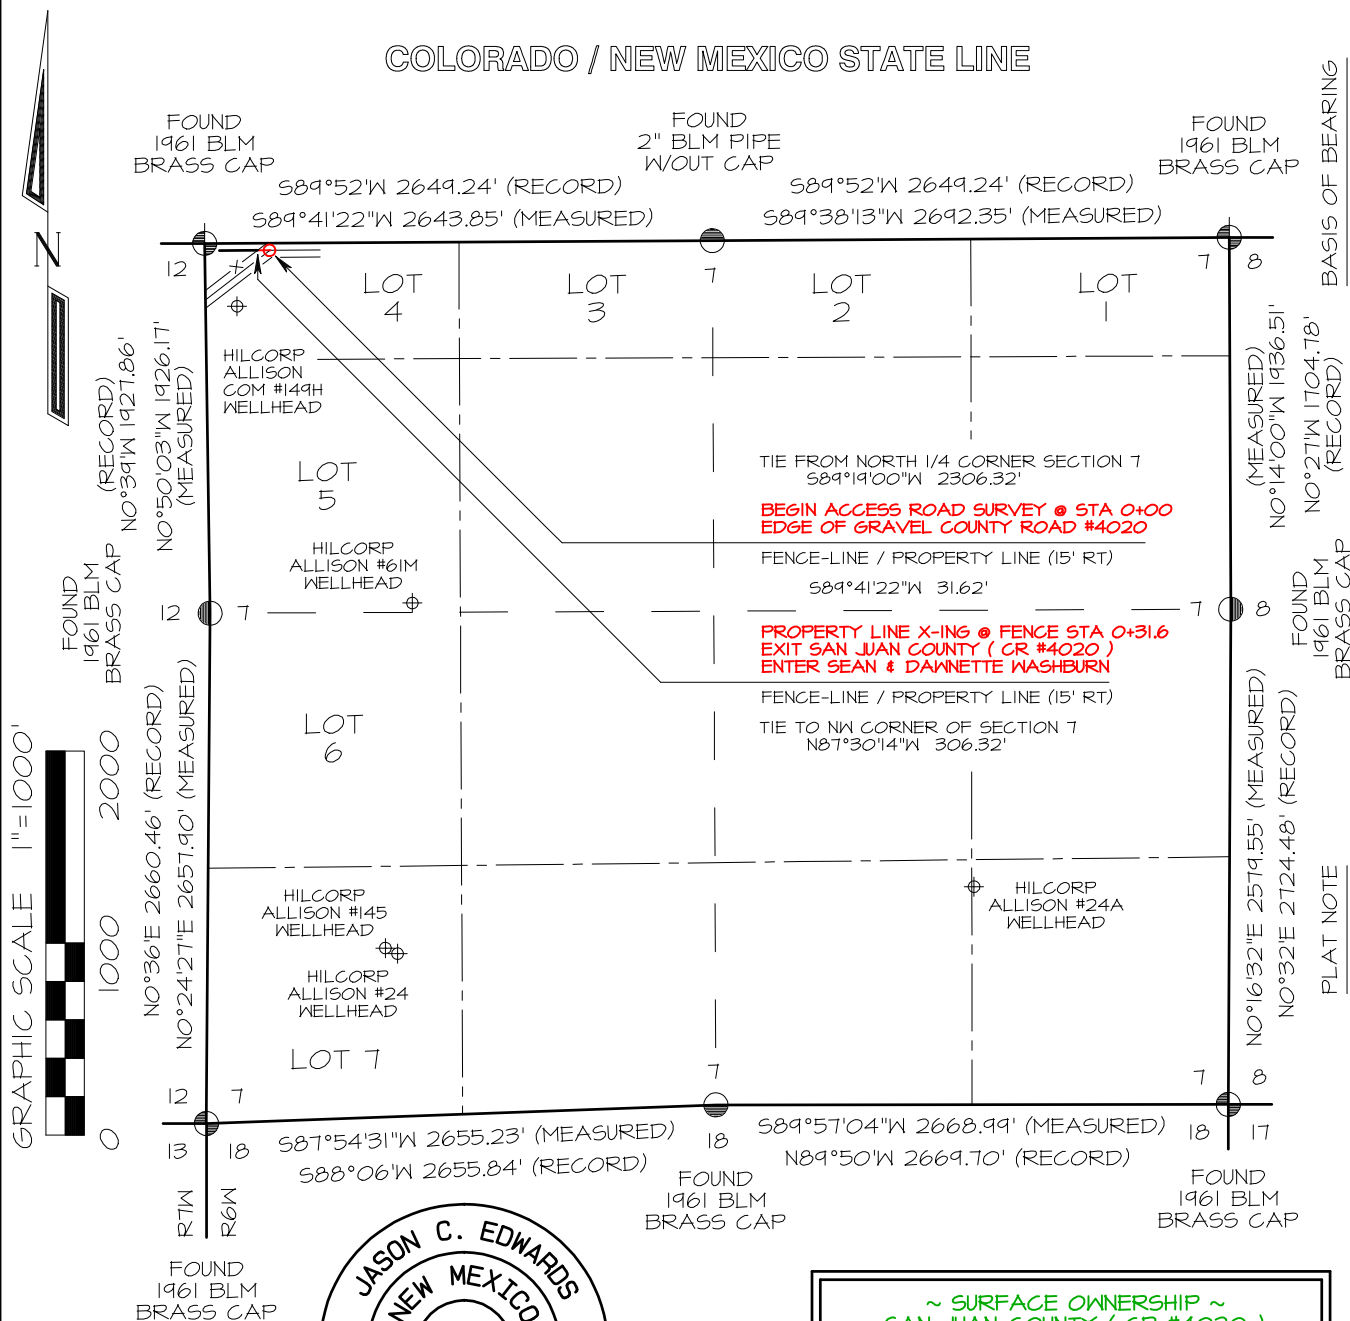 COLORADO / NEW MEXICO STATE LINE
FOUND
1961 BLM
BRASS CAP
FOUND
2" BLM PIPE
W/OUT CAP
FOUND
1961 BLM
BRASS CAP
BASIS OF BEARING
S89°52'W 2649.24' (RECORD)
S89°41'22"W 2643.85' (MEASURED)
S89°52'W 2649.24' (RECORD)
S89°38'13"W 2692.35' (MEASURED)
N
12
7
7
8
LOT
4
LOT
3
LOT
2
LOT
1
HILCORP
ALLISON
COM #149H
WELLHEAD
(RECORD)
N0°39'W 1927.86'
N0°50'03"W 1926.17'
(MEASURED)
(MEASURED)
N0°14'00"W 1936.51'
N0°27'W 1704.78'
(RECORD)
LOT
5
TIE FROM NORTH 1/4 CORNER SECTION 7
S89°19'00"W 2306.32'
BEGIN ACCESS ROAD SURVEY @ STA 0+00
EDGE OF GRAVEL COUNTY ROAD #4020
FENCE-LINE / PROPERTY LINE (15' RT)
S89°41'22"W 31.62'
HILCORP
ALLISON #61M
WELLHEAD
FOUND
1961 BLM
BRASS CAP
12
7
7
8
FOUND
1961 BLM
BRASS CAP
PROPERTY LINE X-ING @ FENCE STA 0+31.6
EXIT SAN JUAN COUNTY ( CR #4020 )
ENTER SEAN & DAWNETTE WASHBURN
FENCE-LINE / PROPERTY LINE (15' RT)
TIE TO NW CORNER OF SECTION 7
N87°30'14"W 306.32'
LOT
6
GRAPHIC SCALE 1"=1000'
2000
1000
0
N0°36'E 2660.46' (RECORD)
N0°24'27"E 2657.90' (MEASURED)
N0°16'32"E 2579.55' (MEASURED)
N0°32'E 2724.48' (RECORD)
PLAT NOTE
HILCORP
ALLISON #145
WELLHEAD
HILCORP
ALLISON #24
WELLHEAD
HILCORP
ALLISON #24A
WELLHEAD
LOT 7
12
7
7
7
8
13
18
18
18
17
S87°54'31"W 2655.23' (MEASURED)
S88°06'W 2655.84' (RECORD)
S89°57'04"W 2668.99' (MEASURED)
N89°50'W 2669.70' (RECORD)
R7W
R6W
FOUND
1961 BLM
BRASS CAP
FOUND
1961 BLM
BRASS CAP
FOUND
1961 BLM
BRASS CAP
JASON C. EDWARDS
NEW MEXICO
~ SURFACE OWNERSHIP ~
SAN JUAN COUNTY ( CR #4020 )